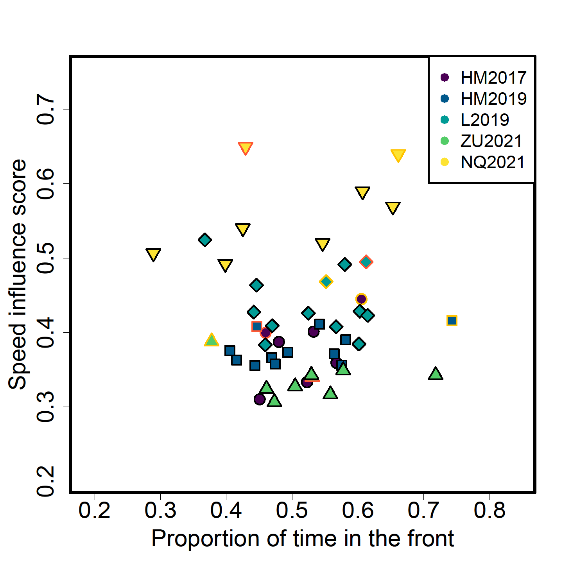 HM2017
HM2019
L2019
ZU2021
NQ2021
0.7
0.6
0.5
0.4
0.3
0.2
Speed influence score
0.2 0.3 0.4 0.5 0.6 0.7 0.8
Proportion of time in the front